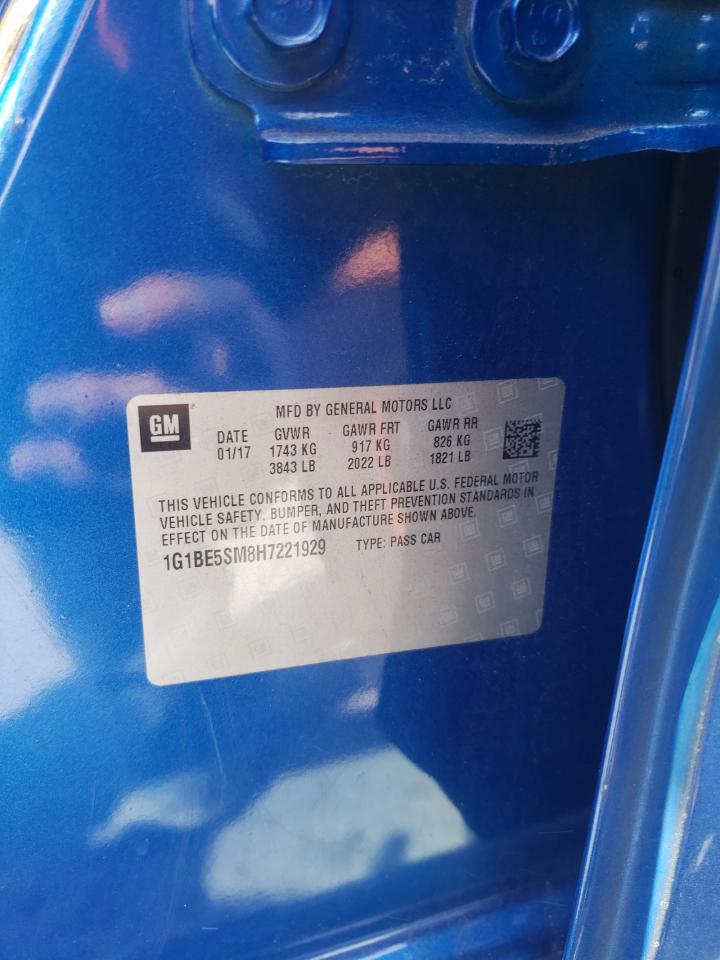 GM
MFD BY GENERAL MOTORS LLC
DATE GVWR GAWR FRT GAWR RR
01/17 1743 KG 917 KG 826 KG
3843 LB 2022 LB 1821 LB
THIS VEHICLE CONFORMS TO ALL APPLICABLE U.S. FEDERAL MOTOR
VEHICLE SAFETY, BUMPER, AND THEFT PREVENTION STANDARDS IN
EFFECT ON THE DATE OF MANUFACTURE SHOWN ABOVE.
1G1BE5SM8H7221929 TYPE: PASS CAR